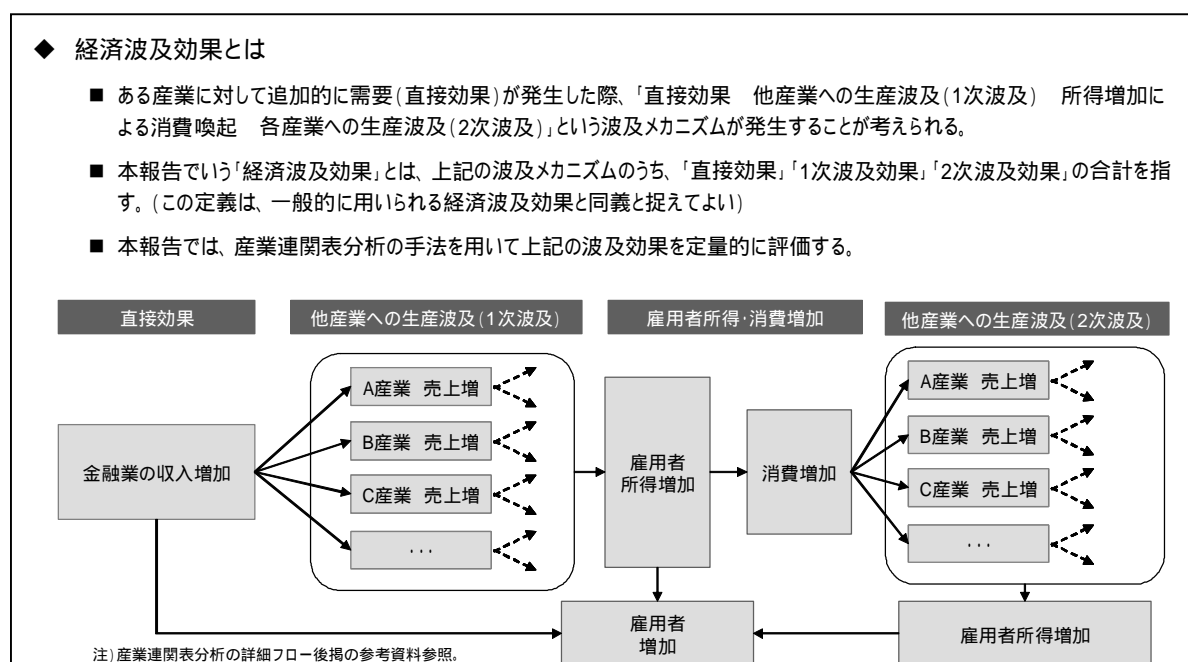 ◆ 経済波及効果とは
■ ある産業に対して追加的に需要(直接効果)が発生した際、「直接効果 他産業への生産波及(1次波及) 所得増加に
よる消費喚起 各産業への生産波及(2次波及)」という波及メカニズムが発生することが考えられる。
■ 本報告でいう「経済波及効果」とは、上記の波及メカニズムのうち、「直接効果」「1次波及効果」「2次波及効果」の合計を指
す。(この定義は、一般的に用いられる経済波及効果と同義と捉えてよい)
■ 本報告では、産業連関表分析の手法を用いて上記の波及効果を定量的に評価する。
直接効果
他産業への生産波及(1次波及)
雇用者所得・消費増加
他産業への生産波及(2次波及)
金融業の収入増加
A産業 売上増
B産業 売上増
C産業 売上増
・・・
雇用者
所得増加
消費増加
A産業 売上増
B産業 売上増
C産業 売上増
・・・
雇用者
増加
雇用者所得増加
注)産業連関表分析の詳細フロー後掲の参考資料参照。